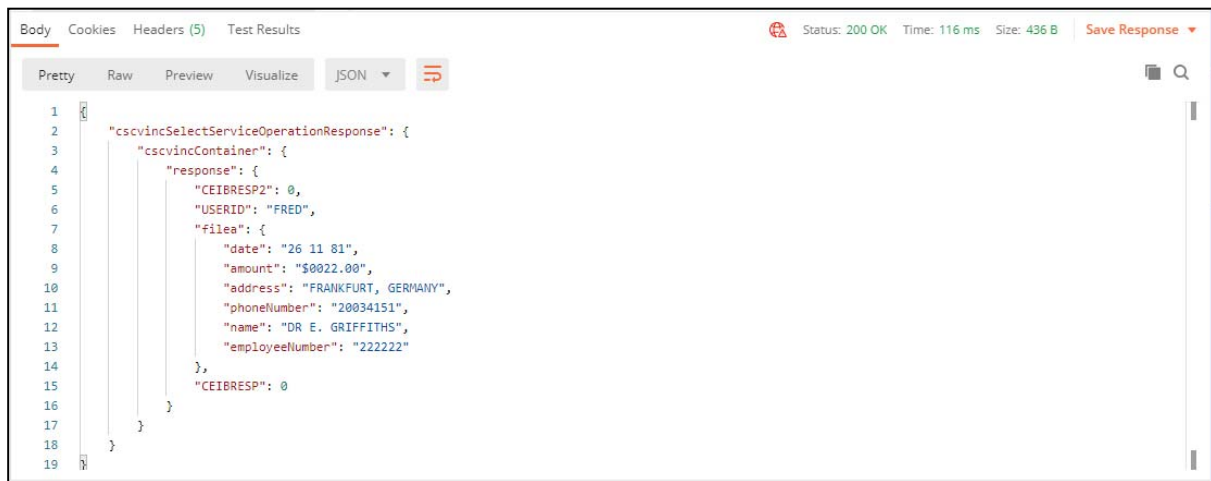 Body Cookies Headers (5) Test Results Status: 200 OK Time: 116 ms Size: 436 B Save Response
Pretty Raw Preview Visualize JSON
1 {
2 "cscvincSelectServiceOperationResponse": {
3 "cscvincContainer": {
4 "response": {
5 "CEIBRESP2": 0,
6 "USERID": "FRED",
7 "filea": {
8 "date": "26 11 81",
9 "amount": "$0022.00",
10 "address": "FRANKFURT, GERMANY",
11 "phoneNumber": "20034151",
12 "name": "DR E. GRIFFITHS",
13 "employeeNumber": "222222"
14 },
15 "CEIBRESP": 0
16 }
17 }
18 }
19 }